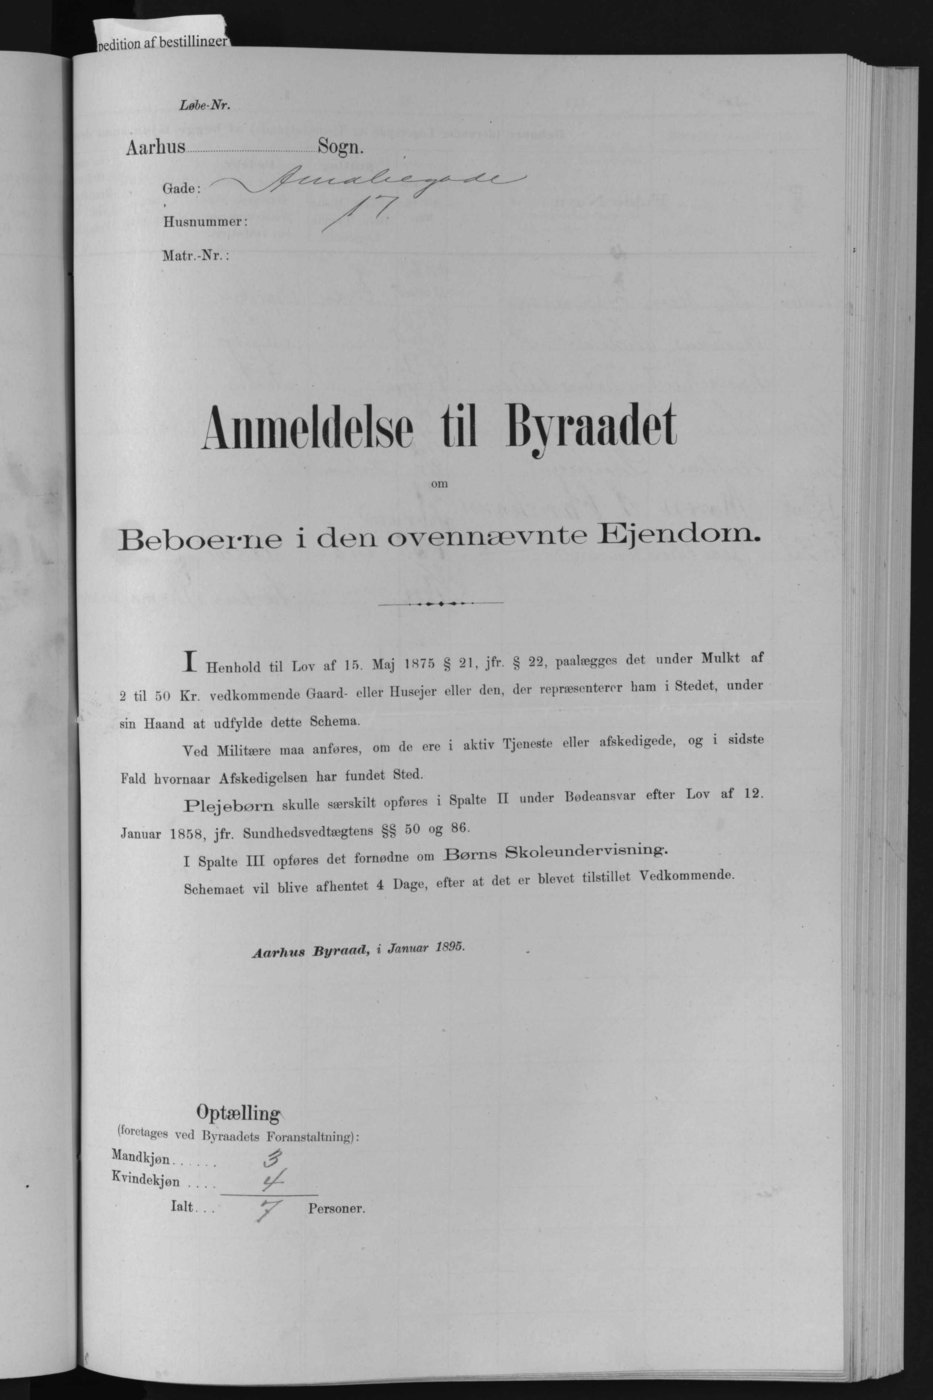 pedition af bestillinger
Løbe-Nr.
Aarhus Sogn.
Gade: Amaliegade
Husnummer: 17
Matr.-Nr.:
Anmeldelse til Byraadet
om
Beboerne i den ovennævnte Ejendom.
I Henhold til Lov af 15. Maj 1875 § 21, jfr. § 22, paalægges det under Mulkt af
2 til 50 Kr. vedkommende Gaard- eller Husejer eller den, der repræsenterer ham i Stedet, under
sin Haand at udfylde dette Schema.
Ved Militære maa anføres, om de ere i aktiv Tjeneste eller afskedigede, og i sidste
Fald hvornaar Afskedigelsen har fundet Sted.
Plejebørn skulle særskilt opføres i Spalte II under Bødeansvar efter Lov af 12.
Januar 1858, jfr. Sundhedsvedtægtens §§ 50 og 86.
I Spalte III opføres det fornødne om Børns Skoleundervisning.
Schemaet vil blive afhentet 4 Dage, efter at det er blevet tilstillet Vedkommende.
Aarhus Byraad, i Januar 1895.
Optælling
(foretages ved Byraadets Foranstaltning):
Mandkjøn...... 3
Kvindekjøn .... 4
Ialt... 7 Personer.